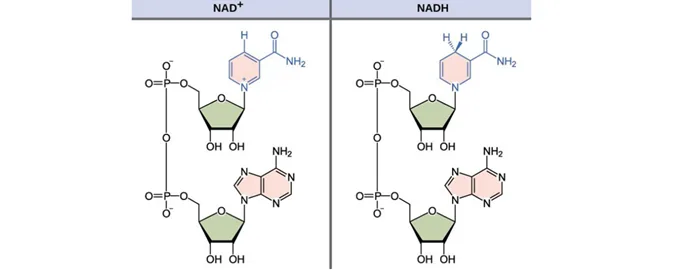 NAD+ NADH
H O
NH2
O-
O=P-O
N+
O
OH OH
O
NH2
N N
N N
O=P-O
O-
O
OH OH
H H O
NH2
O-
O=P-O
N
O
OH OH
O
NH2
N N
N N
O=P-O
O-
O
OH OH